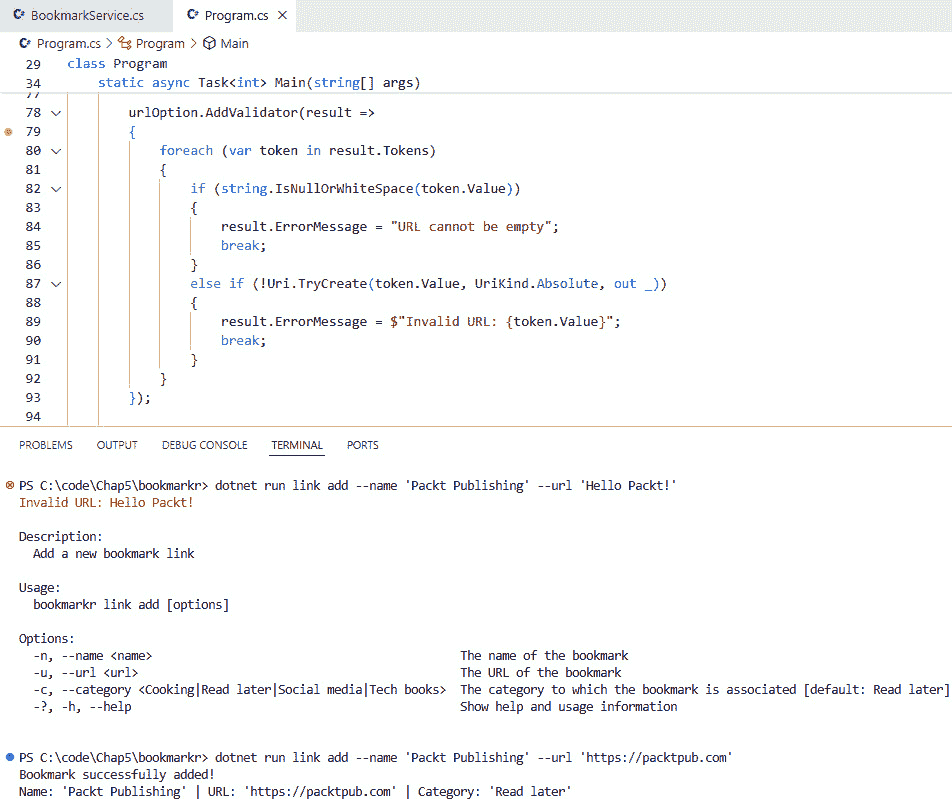 C# BookmarkService.cs C# Program.cs
C# Program.cs > Program > Main
29 class Program
34 static async Task<int> Main(string[] args)
77
78 urlOption.AddValidator(result =>
79 {
80 foreach (var token in result.Tokens)
81 {
82 if (string.IsNullOrWhiteSpace(token.Value))
83 {
84 result.ErrorMessage = "URL cannot be empty";
85 break;
86 }
87 else if (!Uri.TryCreate(token.Value, UriKind.Absolute, out _))
88 {
89 result.ErrorMessage = $"Invalid URL: {token.Value}";
90 break;
91 }
92 }
93 });
94
PROBLEMS OUTPUT DEBUG CONSOLE TERMINAL PORTS
PS C:\code\Chap5\bookmarkr> dotnet run link add --name 'Packt Publishing' --url 'Hello Packt!'
Invalid URL: Hello Packt!
Description:
Add a new bookmark link
Usage:
bookmarkr link add [options]
Options:
-n, --name <name> The name of the bookmark
-u, --url <url> The URL of the bookmark
-c, --category <Cooking|Read later|Social media|Tech books> The category to which the bookmark is associated [default: Read later]
-?, -h, --help Show help and usage information
PS C:\code\Chap5\bookmarkr> dotnet run link add --name 'Packt Publishing' --url 'https://packtpub.com'
Bookmark successfully added!
Name: 'Packt Publishing' | URL: 'https://packtpub.com' | Category: 'Read later'